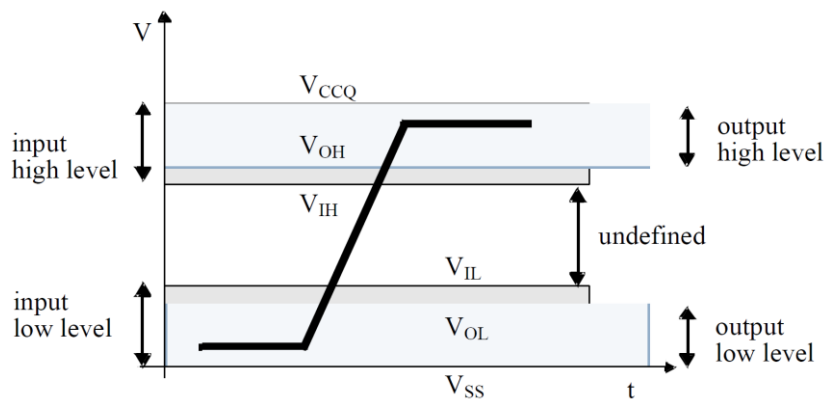 V
V_CCQ
input
high level
V_OH
output
high level
V_IH
undefined
V_IL
input
low level
V_OL
output
low level
V_SS
t